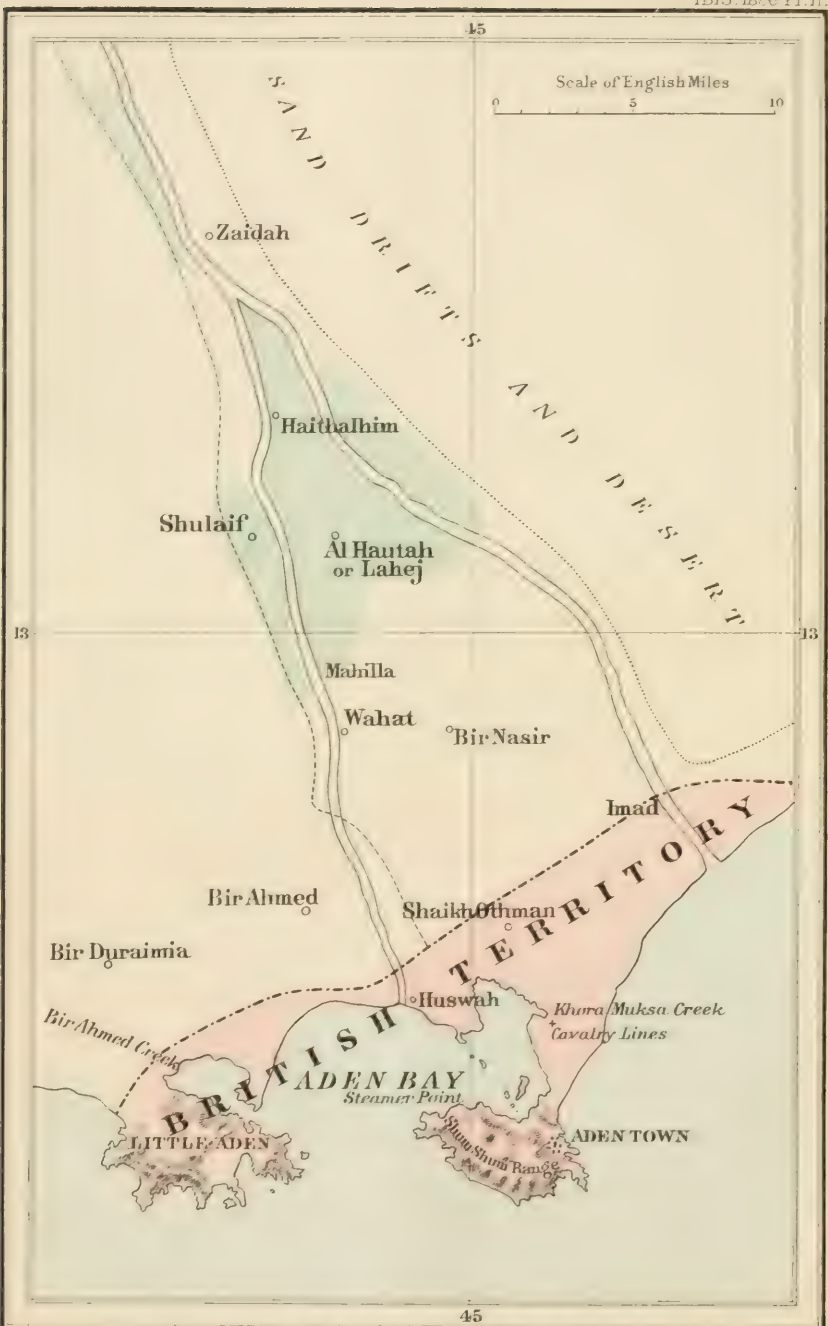 45
Scale of English Miles
0 5 10
SAND DRIFTS AND DESERT
Zaidah
Haithalhim
Shulaif
Al Hautah
or Lahej
13 13
Mahilla
Wahat
Bir Nasir
Imad
Bir Ahmed
Shaikh Othman
Bir Duraimia
BRITISH TERRITORY
Huswah
Khora Muksa Creek
Cavalry Lines
Bir Ahmed Creek
ADEN BAY
Steamer Point
LITTLE ADEN
Shum Shum Range
ADEN TOWN
45